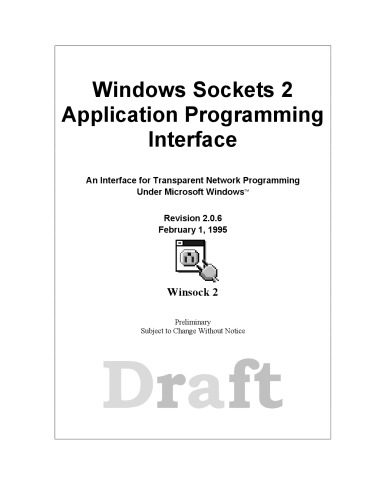 Windows Sockets 2
Application Programming
Interface
An Interface for Transparent Network Programming
Under Microsoft Windows™
Revision 2.0.6
February 1, 1995
Winsock 2
Preliminary
Subject to Change Without Notice
Draft